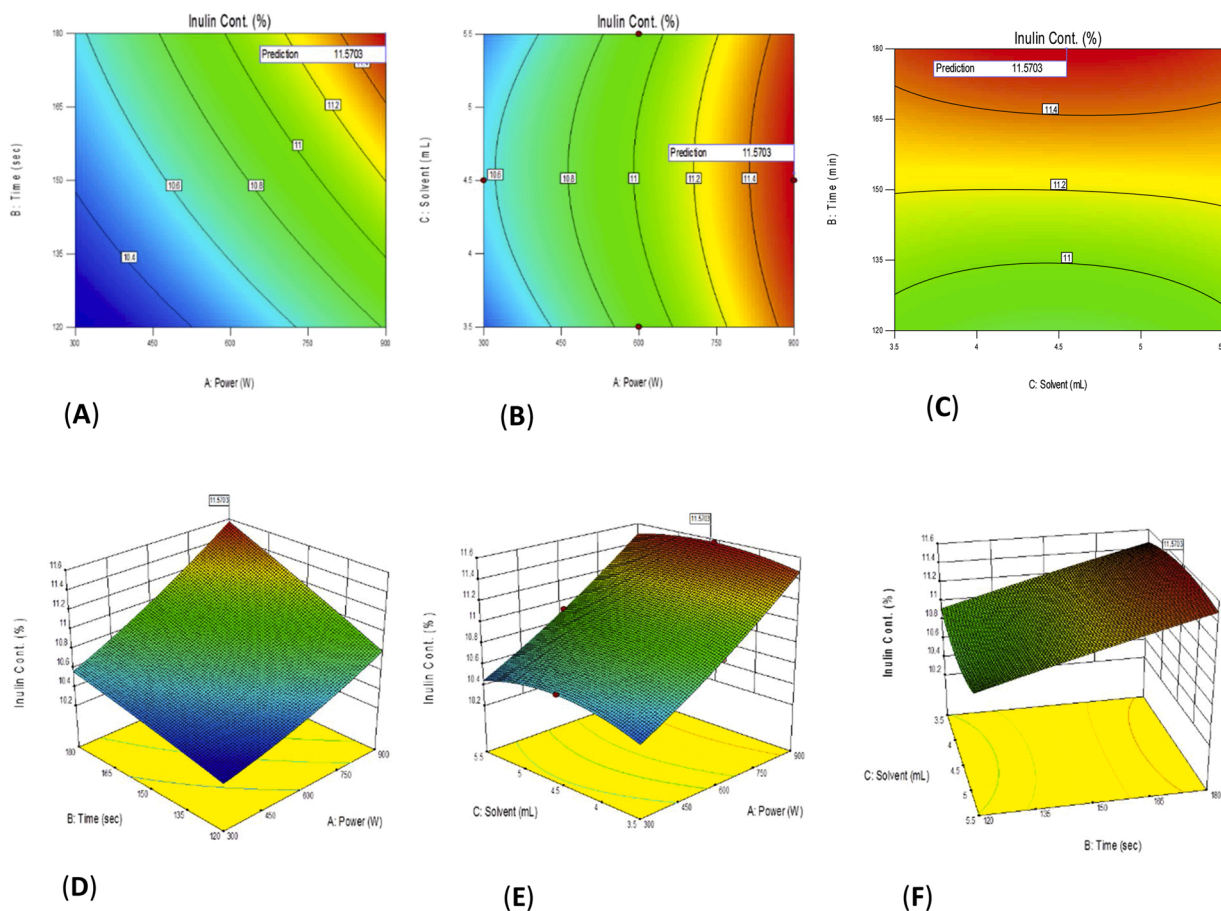 Inulin Cont. (%)
180
165
150
135
120
B: Time (sec)
Prediction 11.5703
11.2
11
10.8
10.6
10.4
300 450 600 750 900
A: Power (W)
(A)
Inulin Cont. (%)
5.5
5
4.5
4
3.5
C: Solvent (mL)
Prediction 11.5703
10.6 10.8 11 11.2 11.4
300 450 600 750 900
A: Power (W)
(B)
Inulin Cont. (%)
180
165
150
135
120
B: Time (min)
Prediction 11.5703
11.4
11.2
11
3.5 4 4.5 5 5.5
C: Solvent (mL)
(C)
11.5703
11.6
11.4
11.2
11
10.8
10.6
10.4
10.2
Inulin Cont. (%)
180
165
150
135
120
B: Time (sec)
300
450
600
750
900
A: Power (W)
(D)
11.5703
11.6
11.4
11.2
11
10.8
10.6
10.4
10.2
Inulin Cont. (%)
5.5
5
4.5
4
3.5
C: Solvent (mL)
300
450
600
750
900
A: Power (W)
(E)
11.5703
11.6
11.4
11.2
11
10.8
10.6
10.4
10.2
Inulin Cont. (%)
3.5
4
4.5
5
5.5
C: Solvent (mL)
120
135
150
165
180
B: Time (sec)
(F)